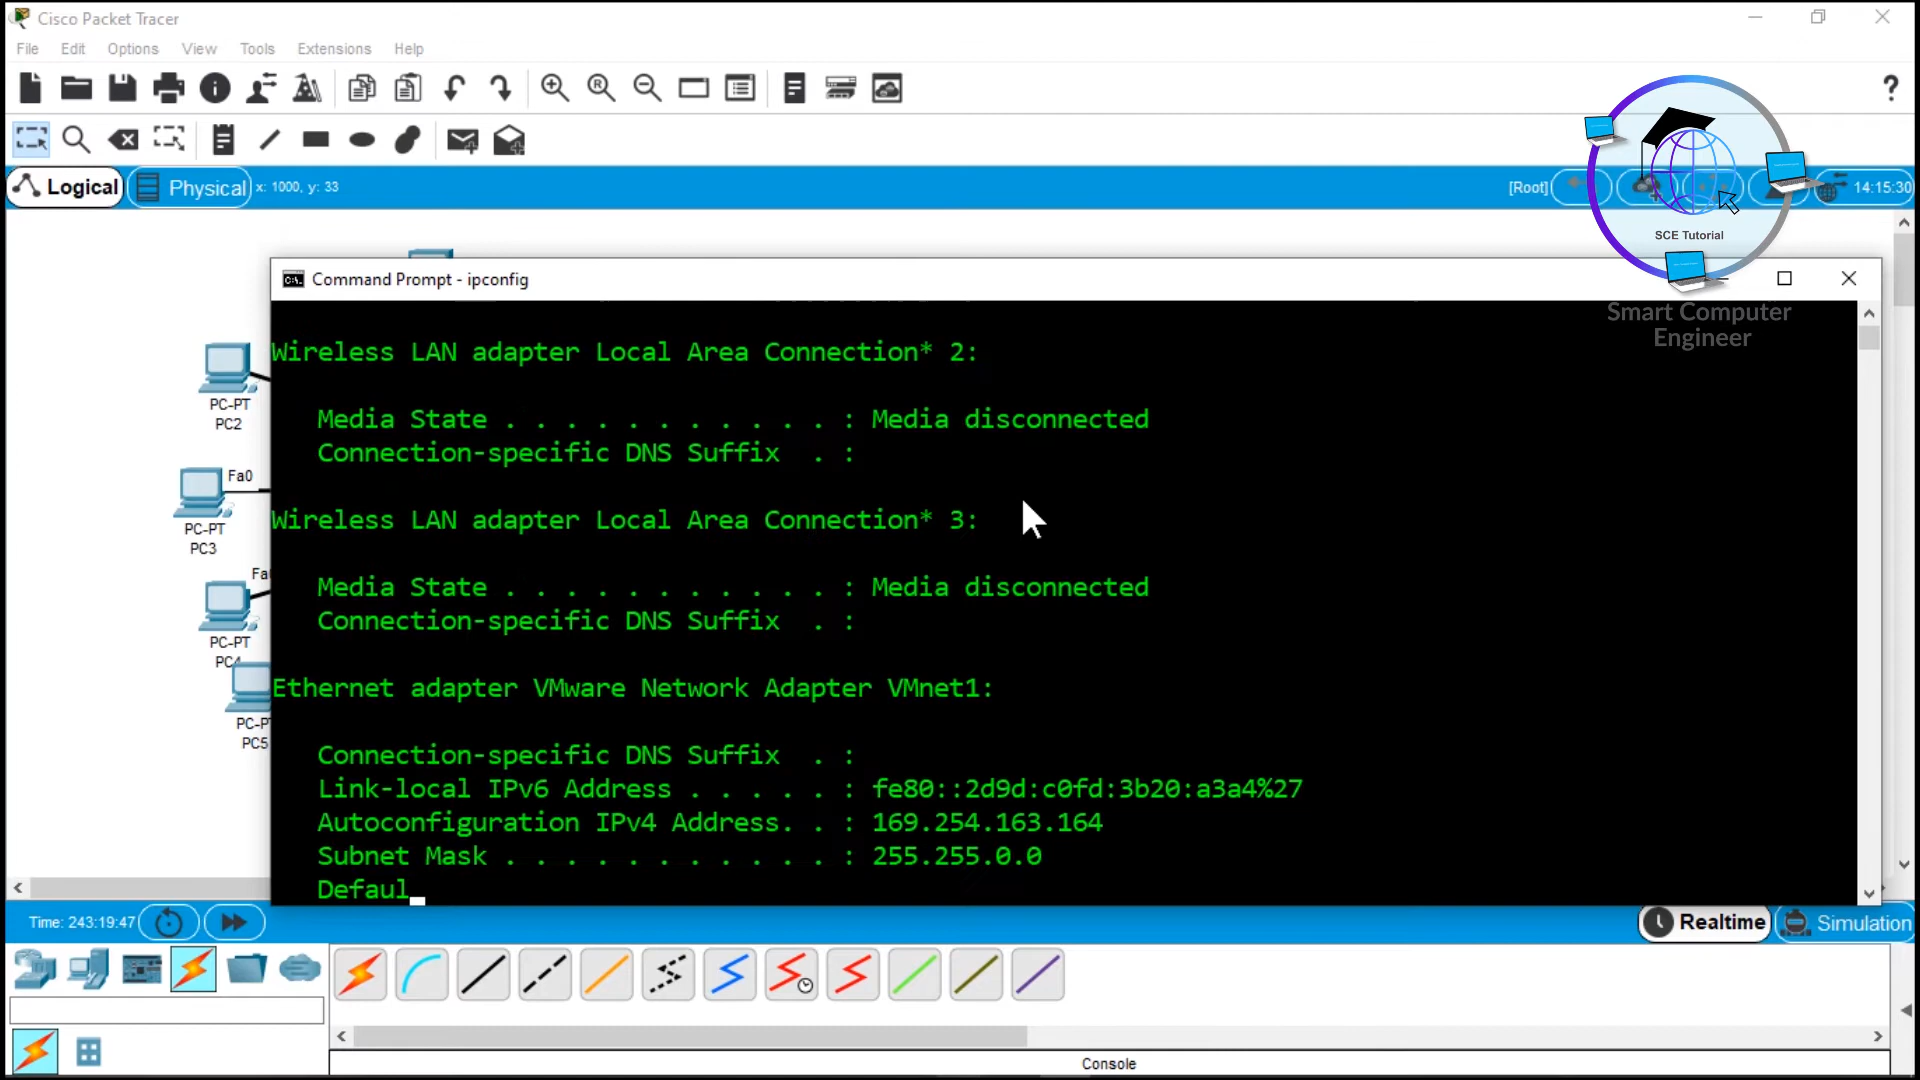 Cisco Packet Tracer
File Edit Options View Tools Extensions Help
Logical Physical x: 1000, y: 33 [Root] 14:15:30
SCE Tutorial
Smart Computer
Engineer
Command Prompt - ipconfig
Wireless LAN adapter Local Area Connection* 2:
Media State . . . . . . . . . . . : Media disconnected
Connection-specific DNS Suffix . :
Wireless LAN adapter Local Area Connection* 3:
Media State . . . . . . . . . . . : Media disconnected
Connection-specific DNS Suffix . :
Ethernet adapter VMware Network Adapter VMnet1:
Connection-specific DNS Suffix . :
Link-local IPv6 Address . . . . . : fe80::2d9d:c0fd:3b20:a3a4%27
Autoconfiguration IPv4 Address. . : 169.254.163.164
Subnet Mask . . . . . . . . . . . : 255.255.0.0
Defaul
PC-PT
PC2
Fa0
PC-PT
PC3
Fa
PC-PT
PC4
PC-P
PC5
Time: 243:19:47
Realtime Simulation
Console